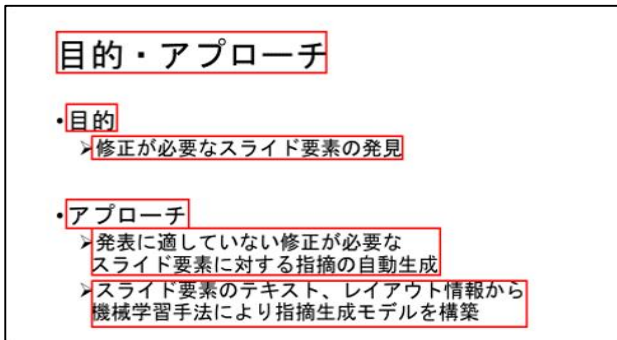 目的・アプローチ
•目的
➢修正が必要なスライド要素の発見
•アプローチ
➢発表に適していない修正が必要な
スライド要素に対する指摘の自動生成
➢スライド要素のテキスト、レイアウト情報から
機械学習手法により指摘生成モデルを構築